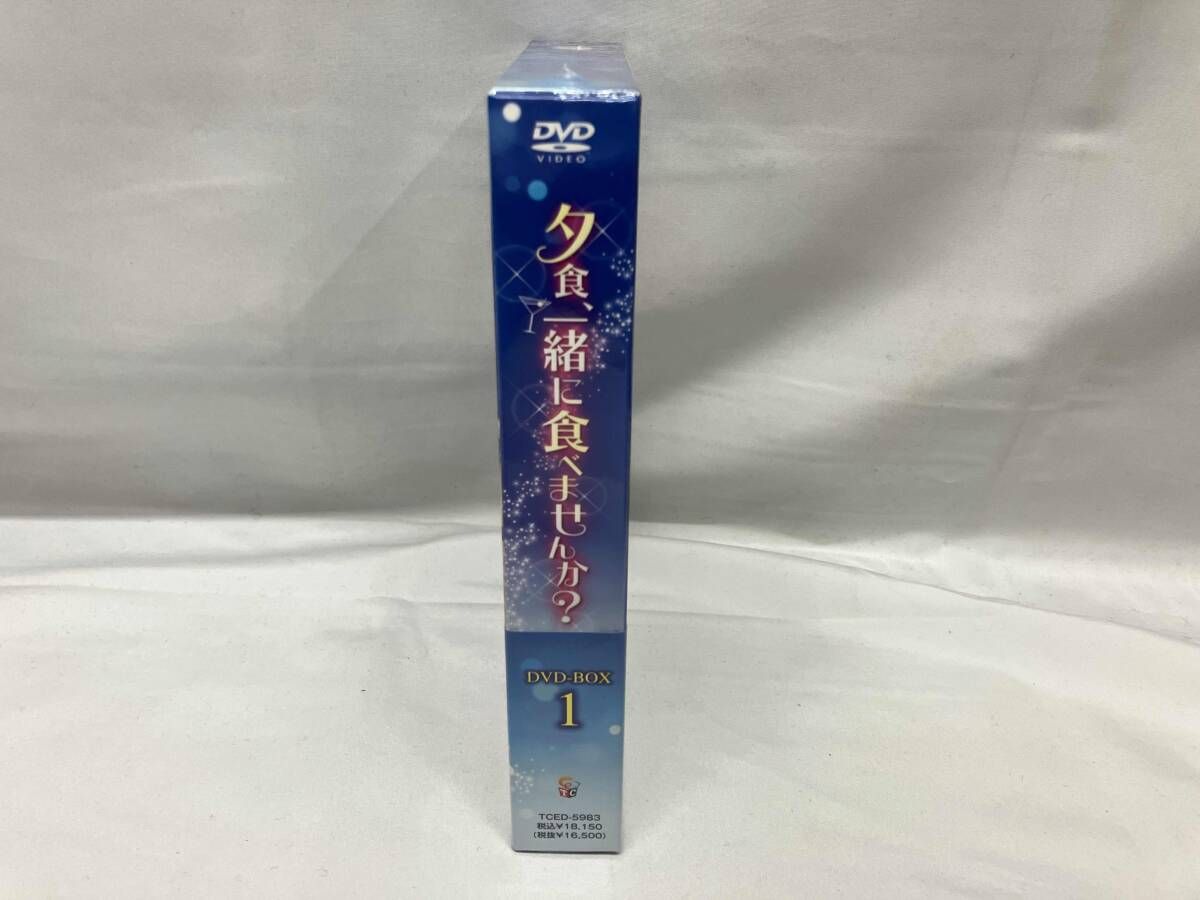 DVD
VIDEO
夕食、一緒に食べませんか?
DVD-BOX
1
TC
TCED-5983
税込¥18,150
(税抜¥16,500)